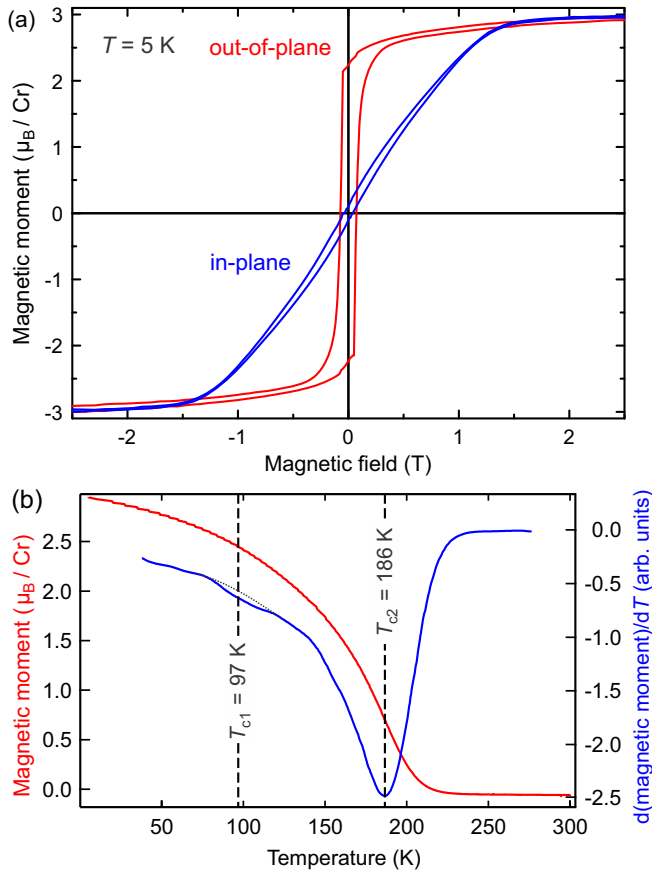 (a)
T = 5 K
out-of-plane
in-plane
Magnetic moment (μB / Cr)
3
2
1
0
-1
-2
-3
-2
-1
0
1
2
Magnetic field (T)
(b)
Magnetic moment (μB / Cr)
2.5
2.0
1.5
1.0
0.5
0.0
Tc1 = 97 K
Tc2 = 186 K
0.0
-0.5
-1.0
-1.5
-2.0
-2.5
d(magnetic moment)/dT (arb. units)
50
100
150
200
250
300
Temperature (K)